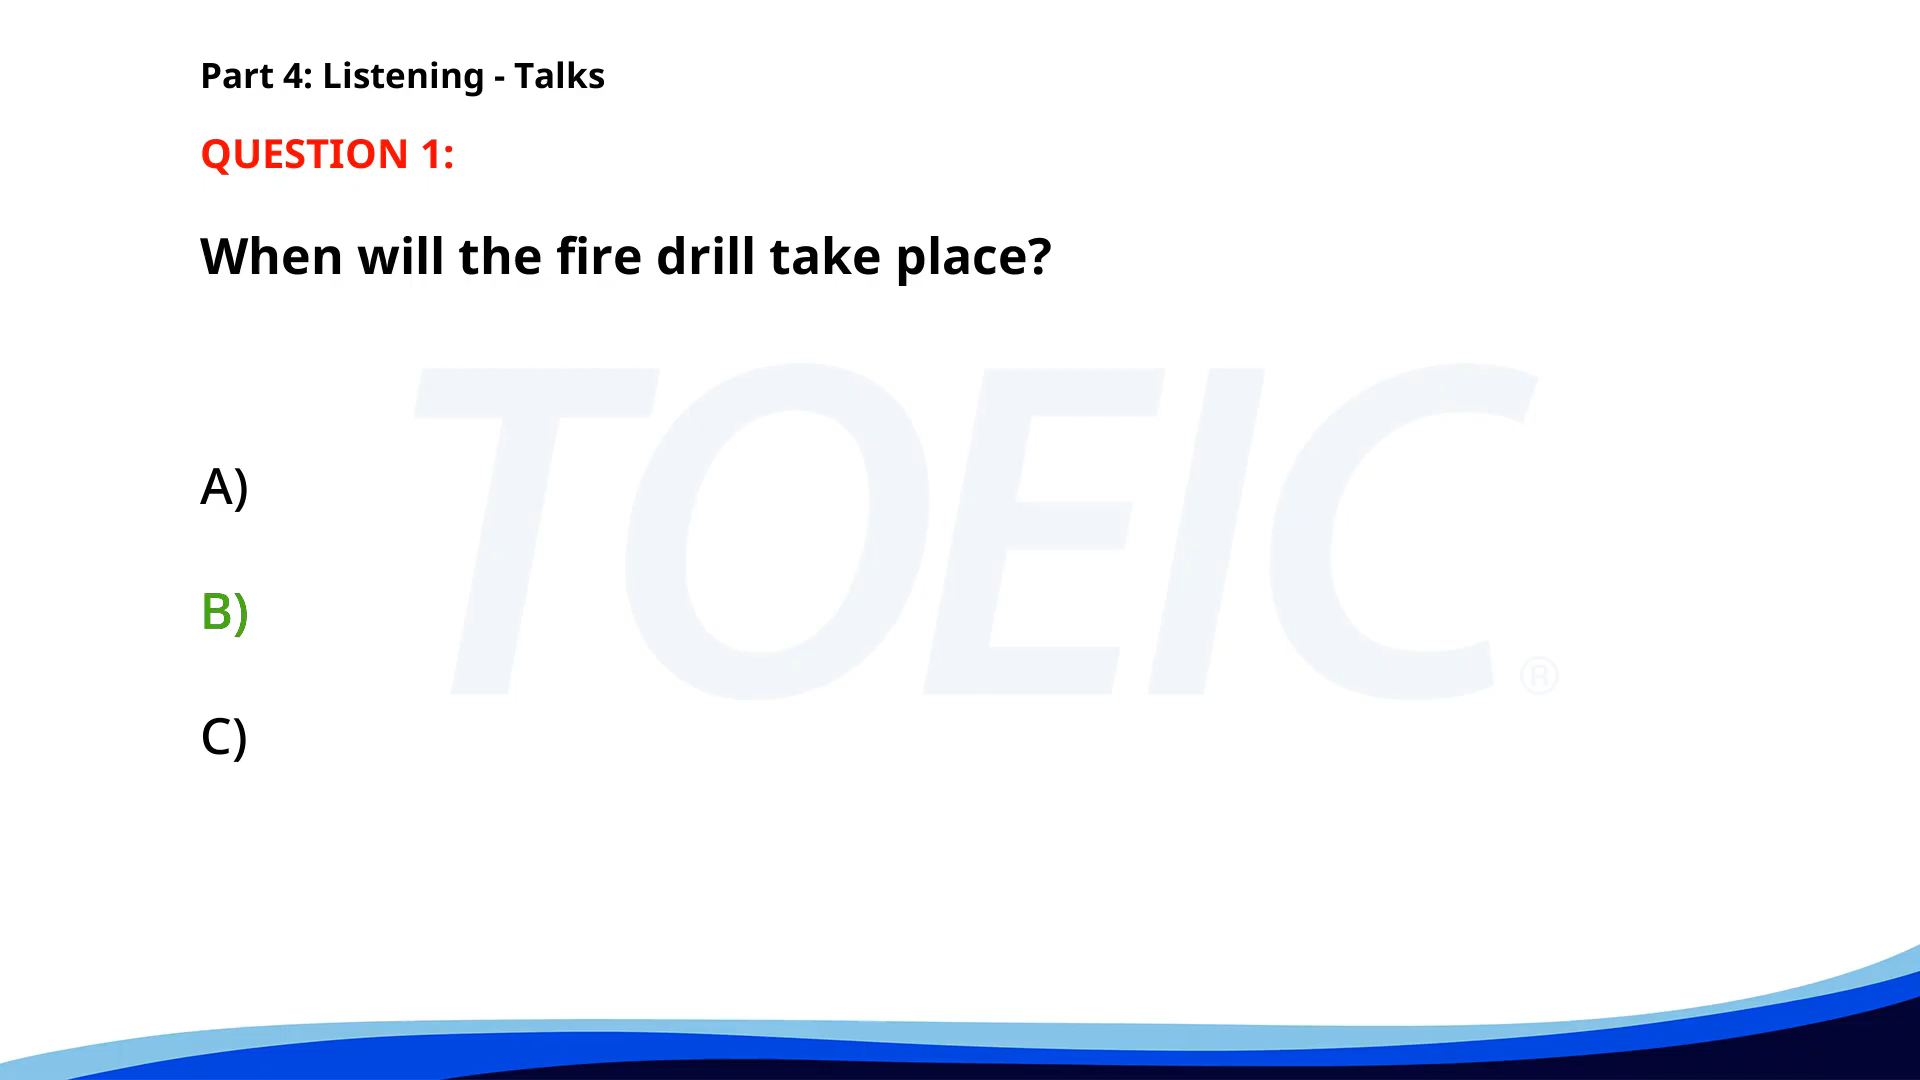 Part 4: Listening - Talks
QUESTION 1:
When will the fire drill take place?
TOEIC
®
A)
B)
C)